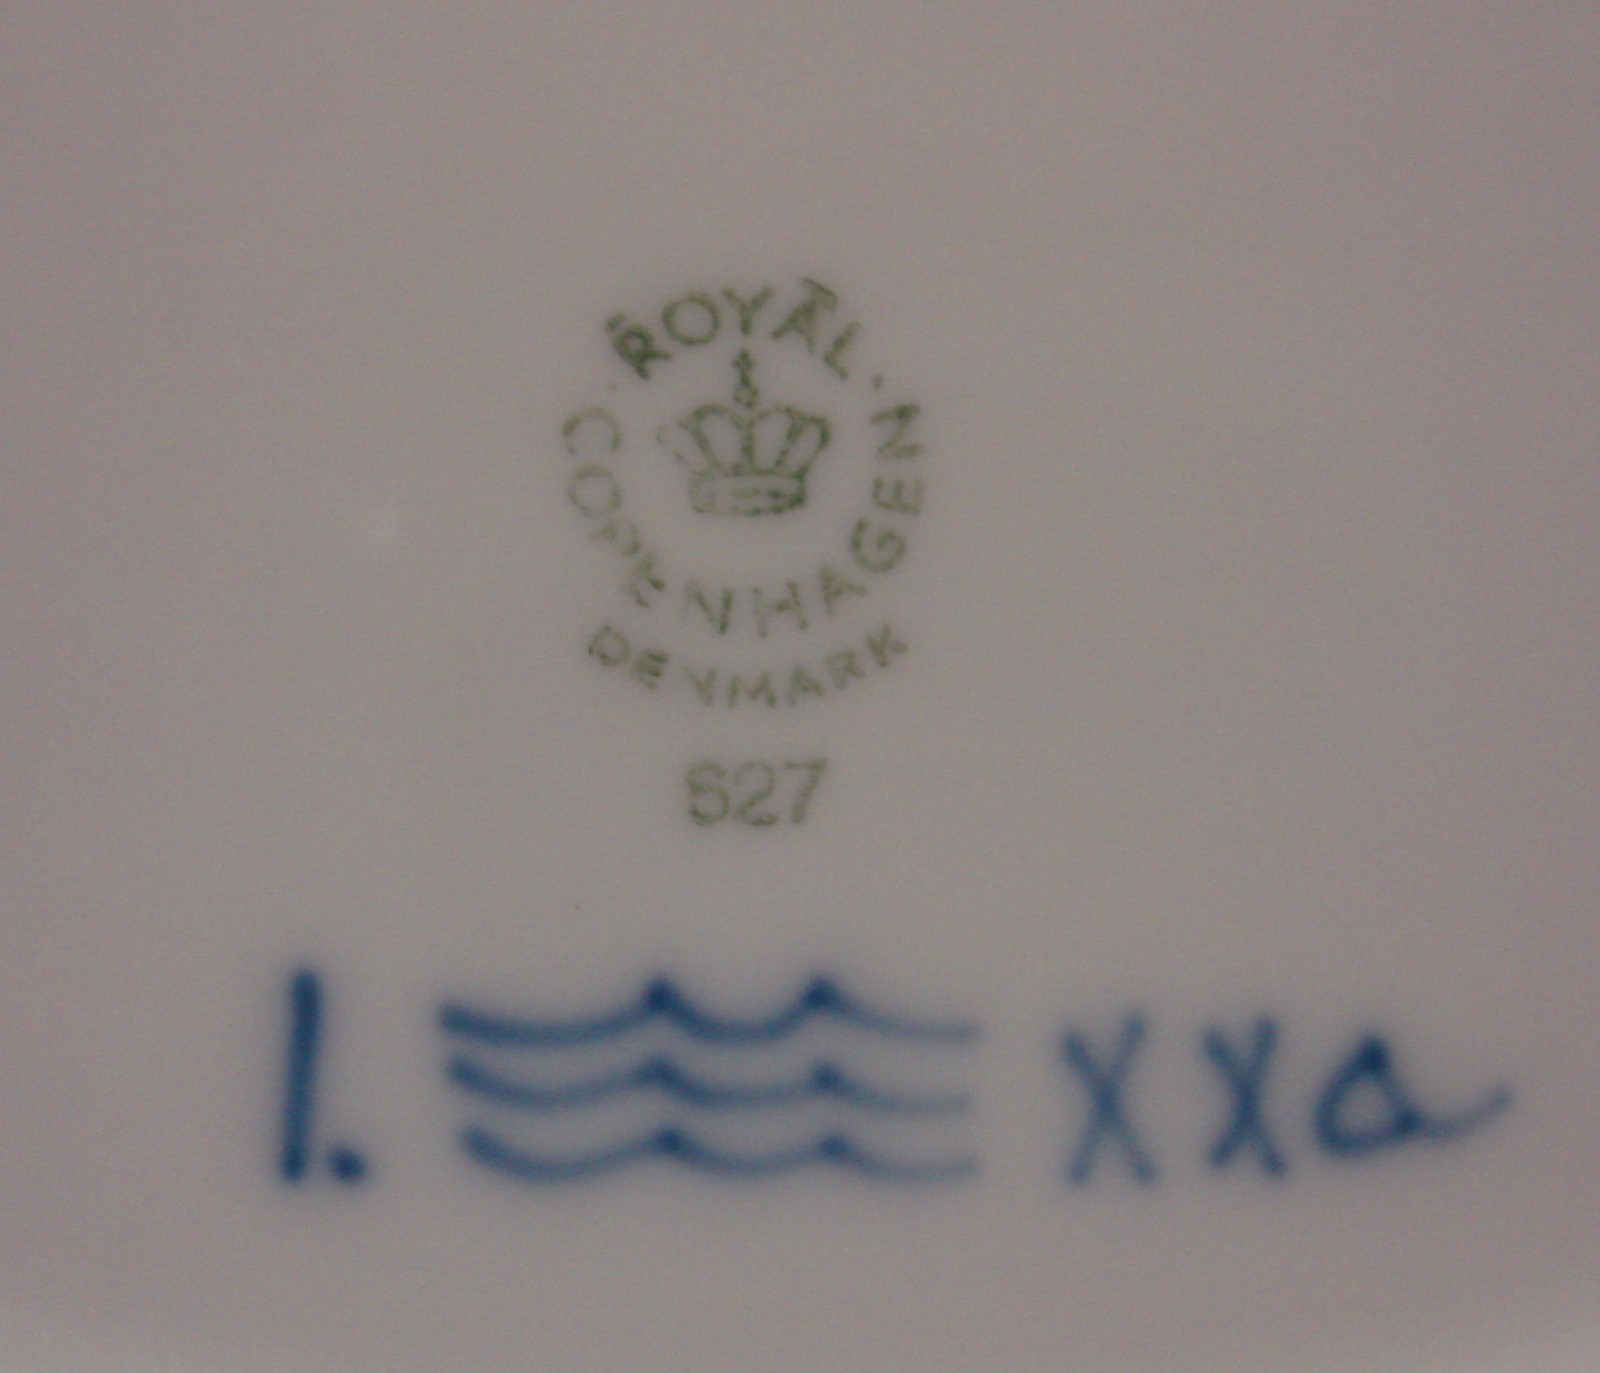 ROYAL
COPENHAGEN
DENMARK
627
1. XXa